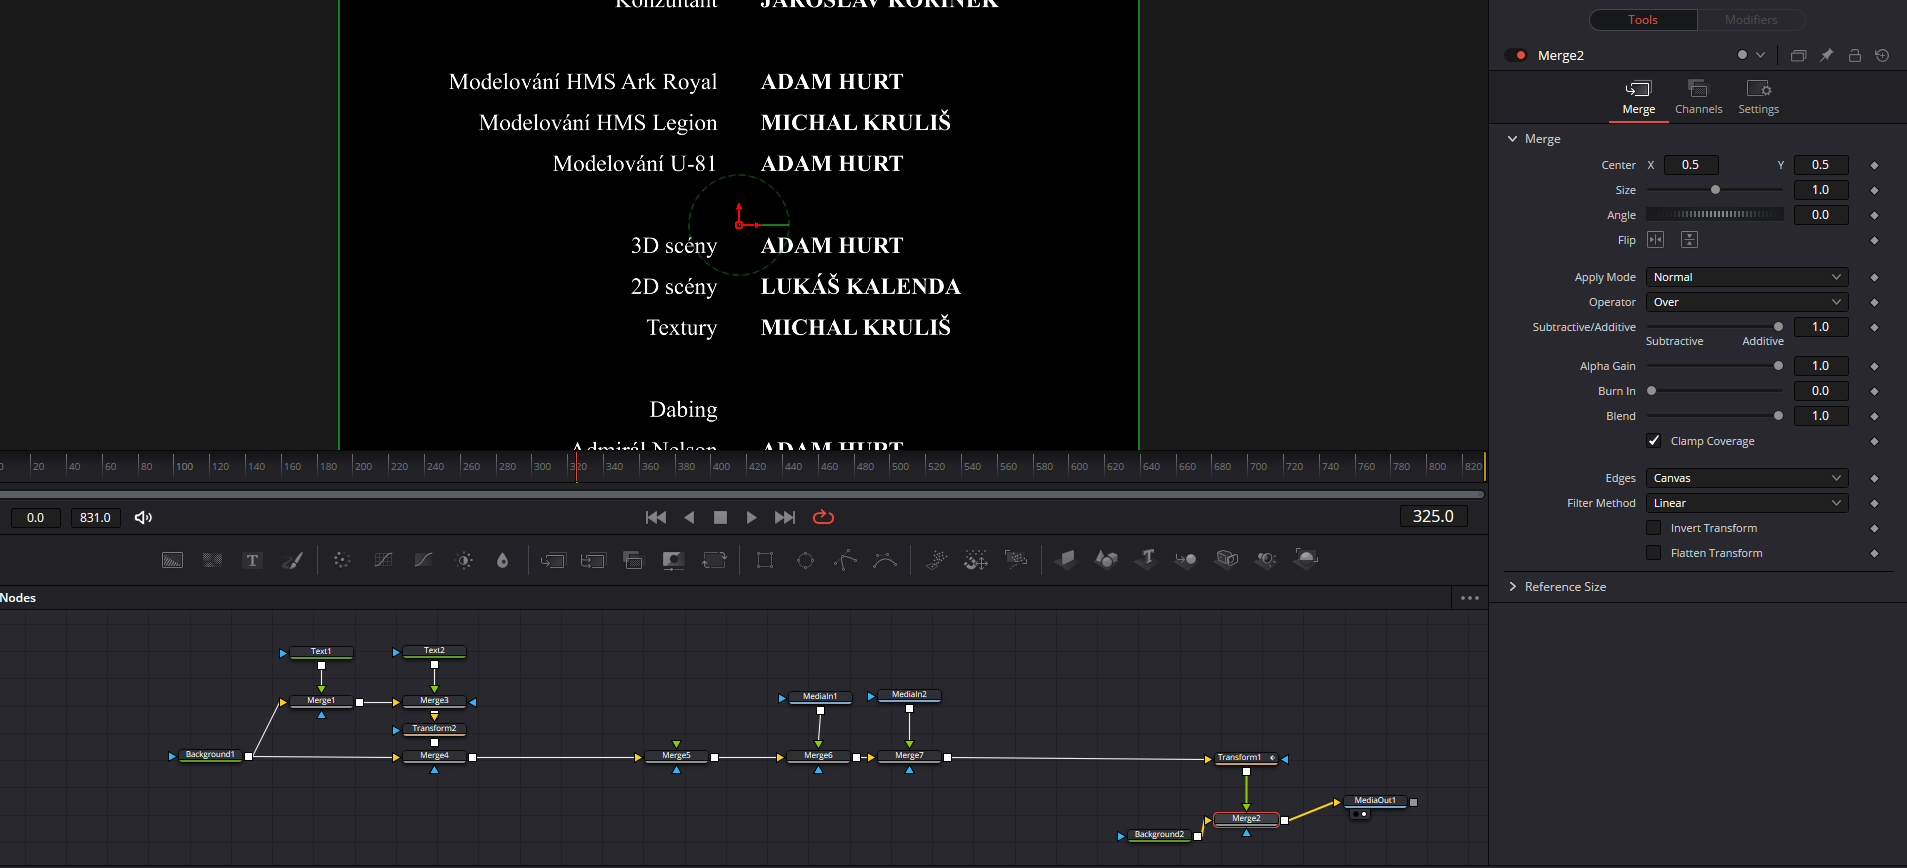 Konzultant JAROSLAV KOŘÍNEK
Modelování HMS Ark Royal ADAM HURT
Modelování HMS Legion MICHAL KRULIŠ
Modelování U-81 ADAM HURT
3D scény ADAM HURT
2D scény LUKÁŠ KALENDA
Textury MICHAL KRULIŠ
Dabing
Admirál Nelson ADAM HURT
0 20 40 60 80 100 120 140 160 180 200 220 240 260 280 300 320 340 360 380 400 420 440 460 480 500 520 540 560 580 600 620 640 660 680 700 720 740 760 780 800 820
0.0 831.0 325.0
T
Nodes
Text1 Text2
Merge1 Merge3
Transform2
Background1 Merge4
MediaIn1 MediaIn2
Merge5 Merge6 Merge7
Transform1
Background2 Merge2 MediaOut1
Tools Modifiers
Merge2
Merge Channels Settings
Merge
Center X 0.5 Y 0.5
Size 1.0
Angle 0.0
Flip
Apply Mode Normal
Operator Over
Subtractive/Additive 1.0
Subtractive Additive
Alpha Gain 1.0
Burn In 0.0
Blend 1.0
Clamp Coverage
Edges Canvas
Filter Method Linear
Invert Transform
Flatten Transform
Reference Size